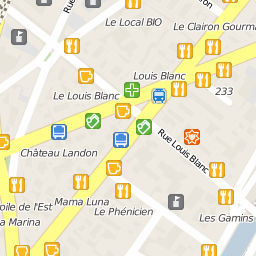 Le Local BIO
Le Clairon Gourma
Louis Blanc
Le Louis Blanc
233
Rue Louis Blanc
Château Landon
Mama Luna
oile de l'Est
Le Phénicien
a Marina
Les Gamins